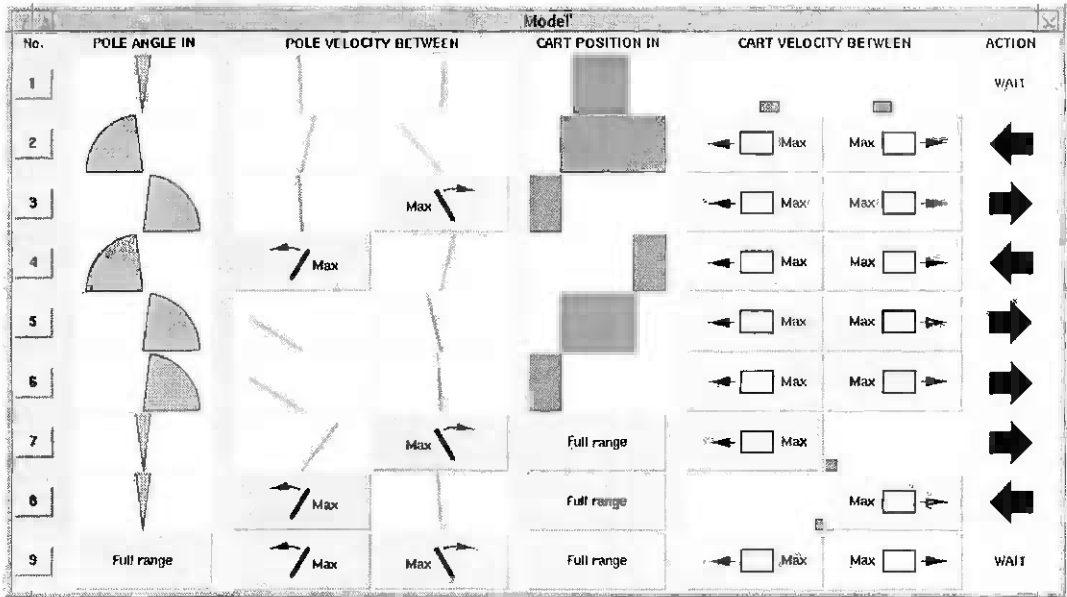 Model'
No. POLE ANGLE IN POLE VELOCITY BETWEEN CART POSITION IN CART VELOCITY BETWEEN ACTION
1 WAIT
2 Max Max
3 Max Max Max
4 Max Max Max
5 Max Max
6 Max Max
7 Max Full range Max
8 Max Full range Max
9 Full range Max Max Full range Max Max WAIT